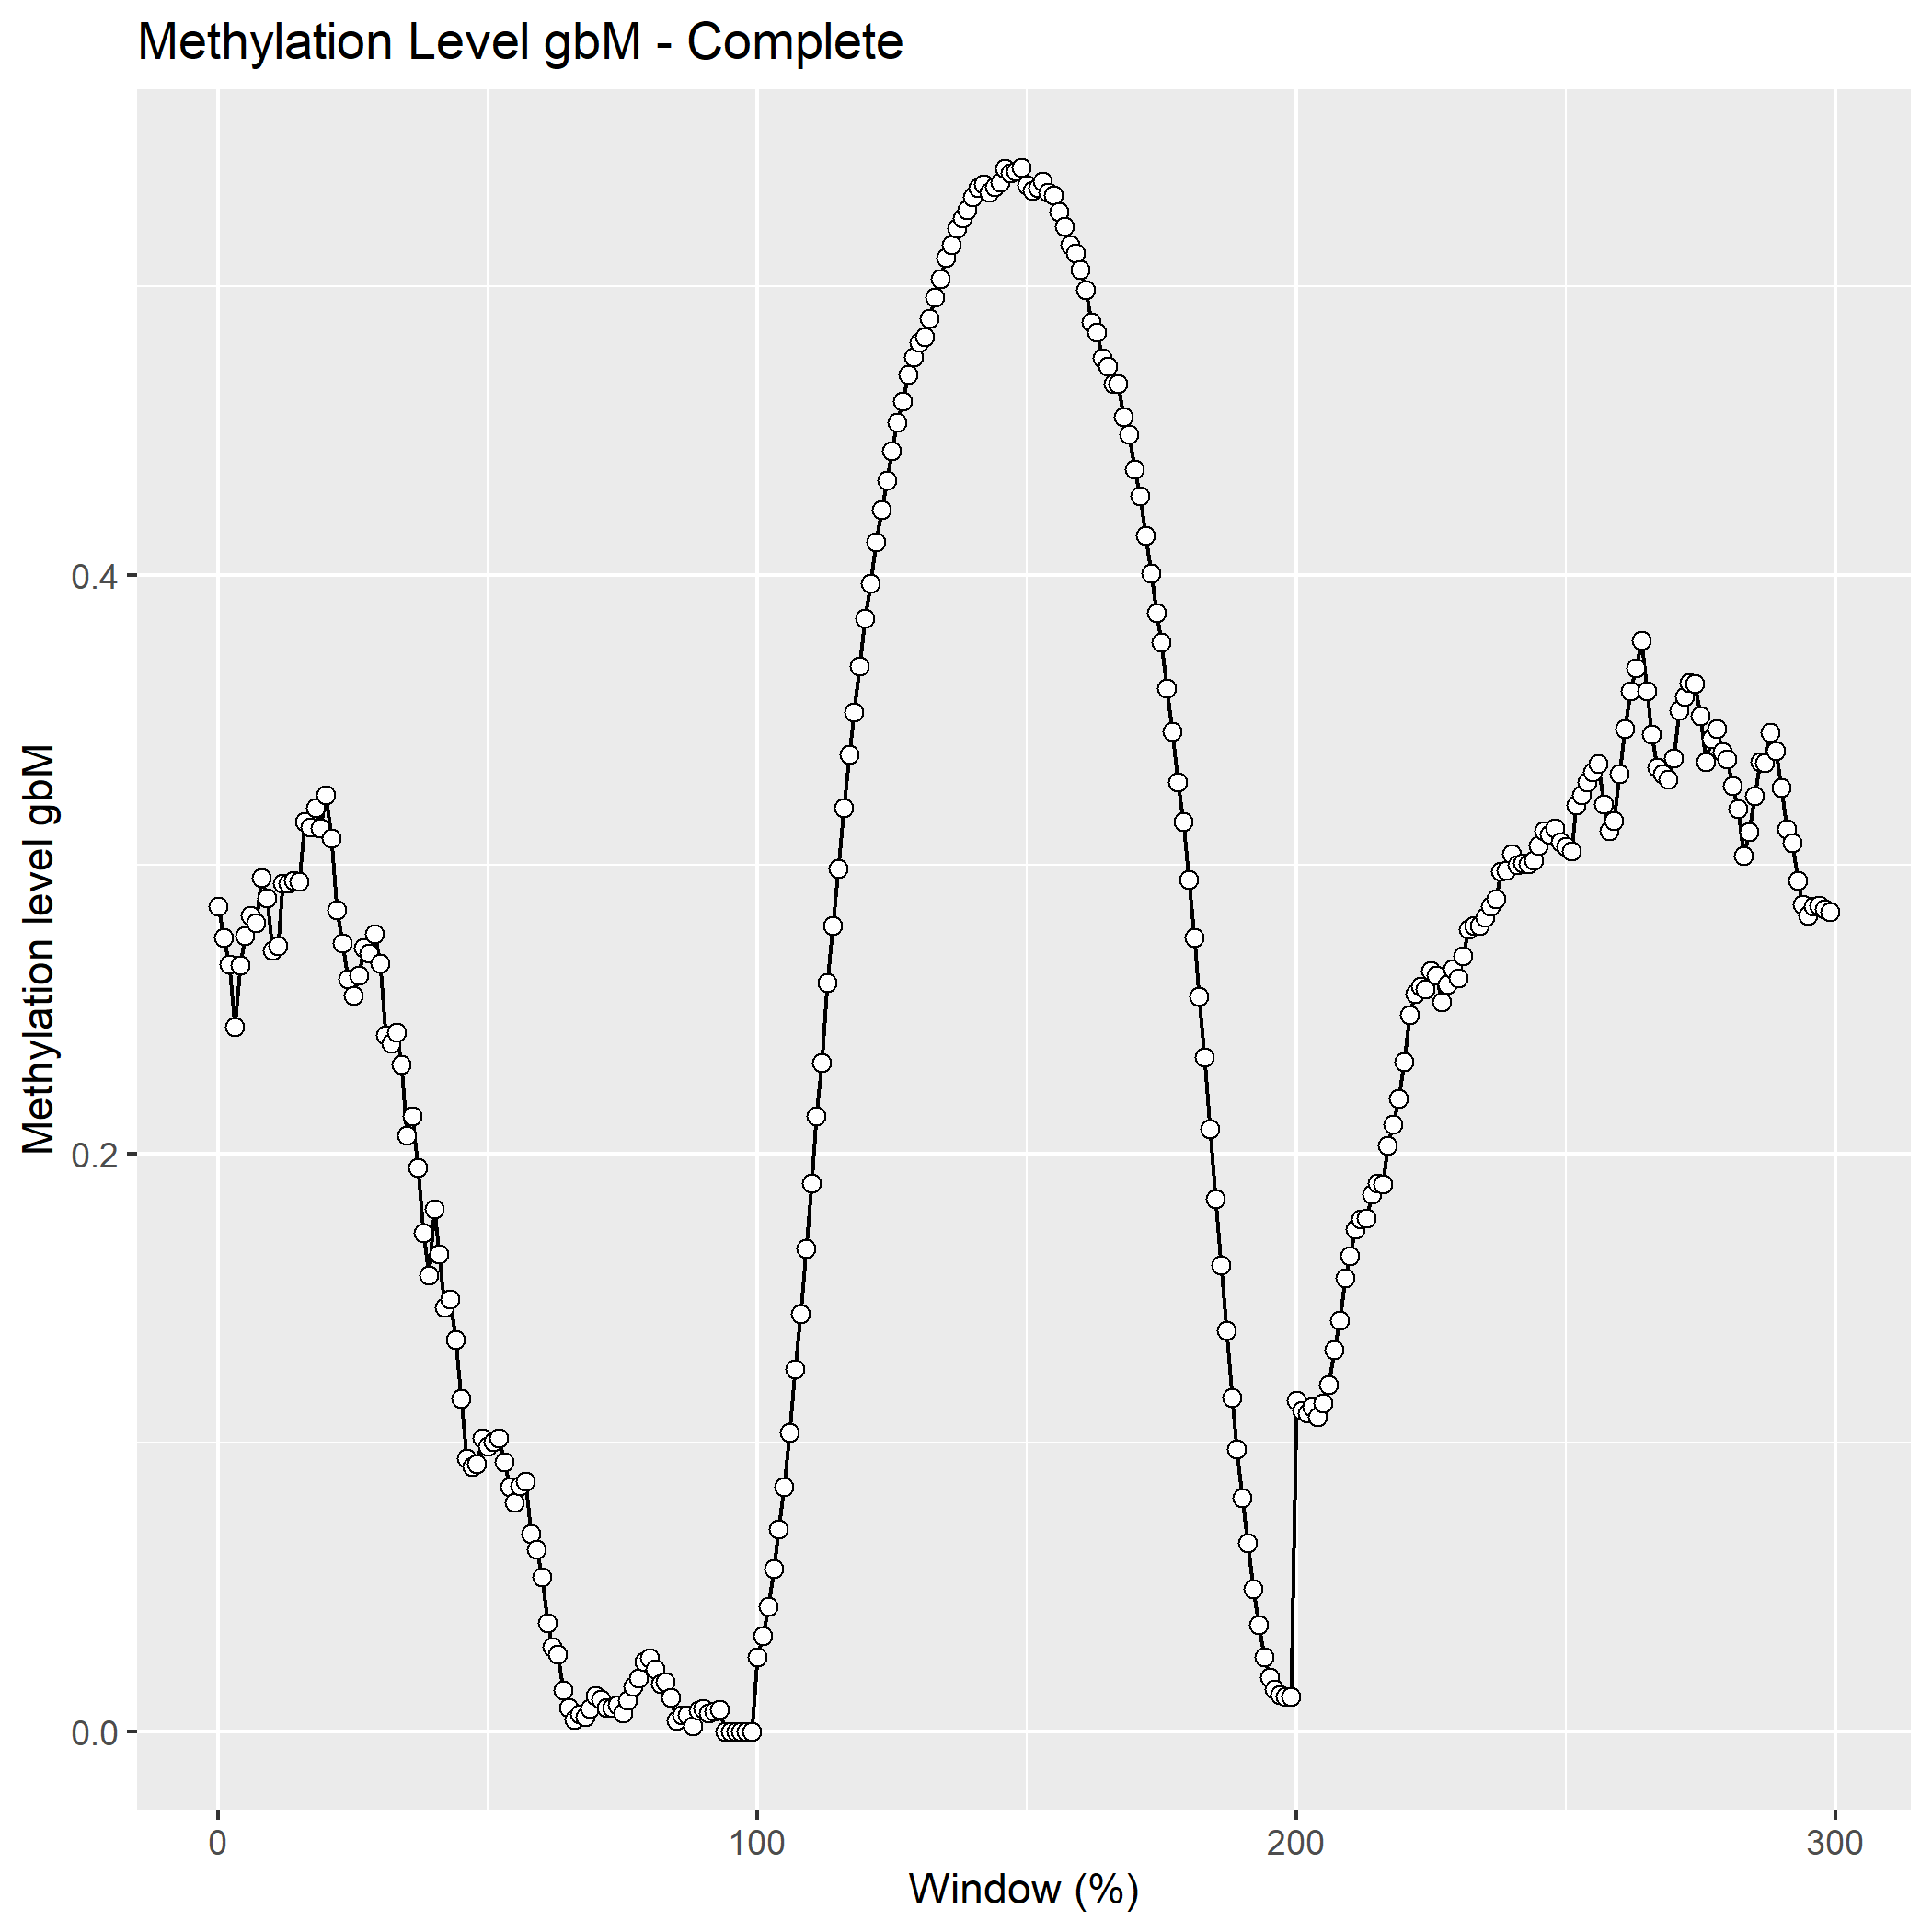 Methylation Level gbM - Complete
Methylation level gbM
0.4
0.2
0.0
0 100 200 300
Window (%)